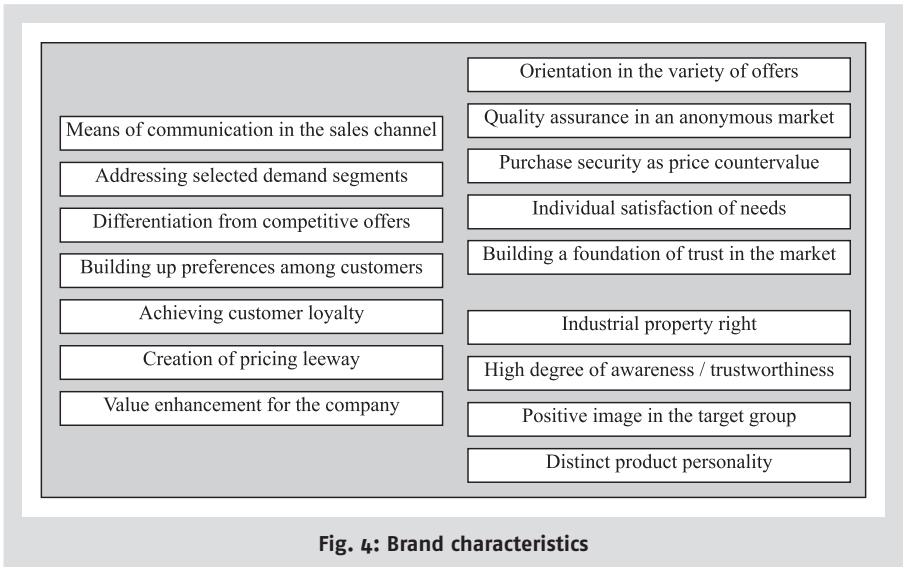 Means of communication in the sales channel
Addressing selected demand segments
Differentiation from competitive offers
Building up preferences among customers
Achieving customer loyalty
Creation of pricing leeway
Value enhancement for the company
Orientation in the variety of offers
Quality assurance in an anonymous market
Purchase security as price countervalue
Individual satisfaction of needs
Building a foundation of trust in the market
Industrial property right
High degree of awareness / trustworthiness
Positive image in the target group
Distinct product personality
Fig. 4: Brand characteristics